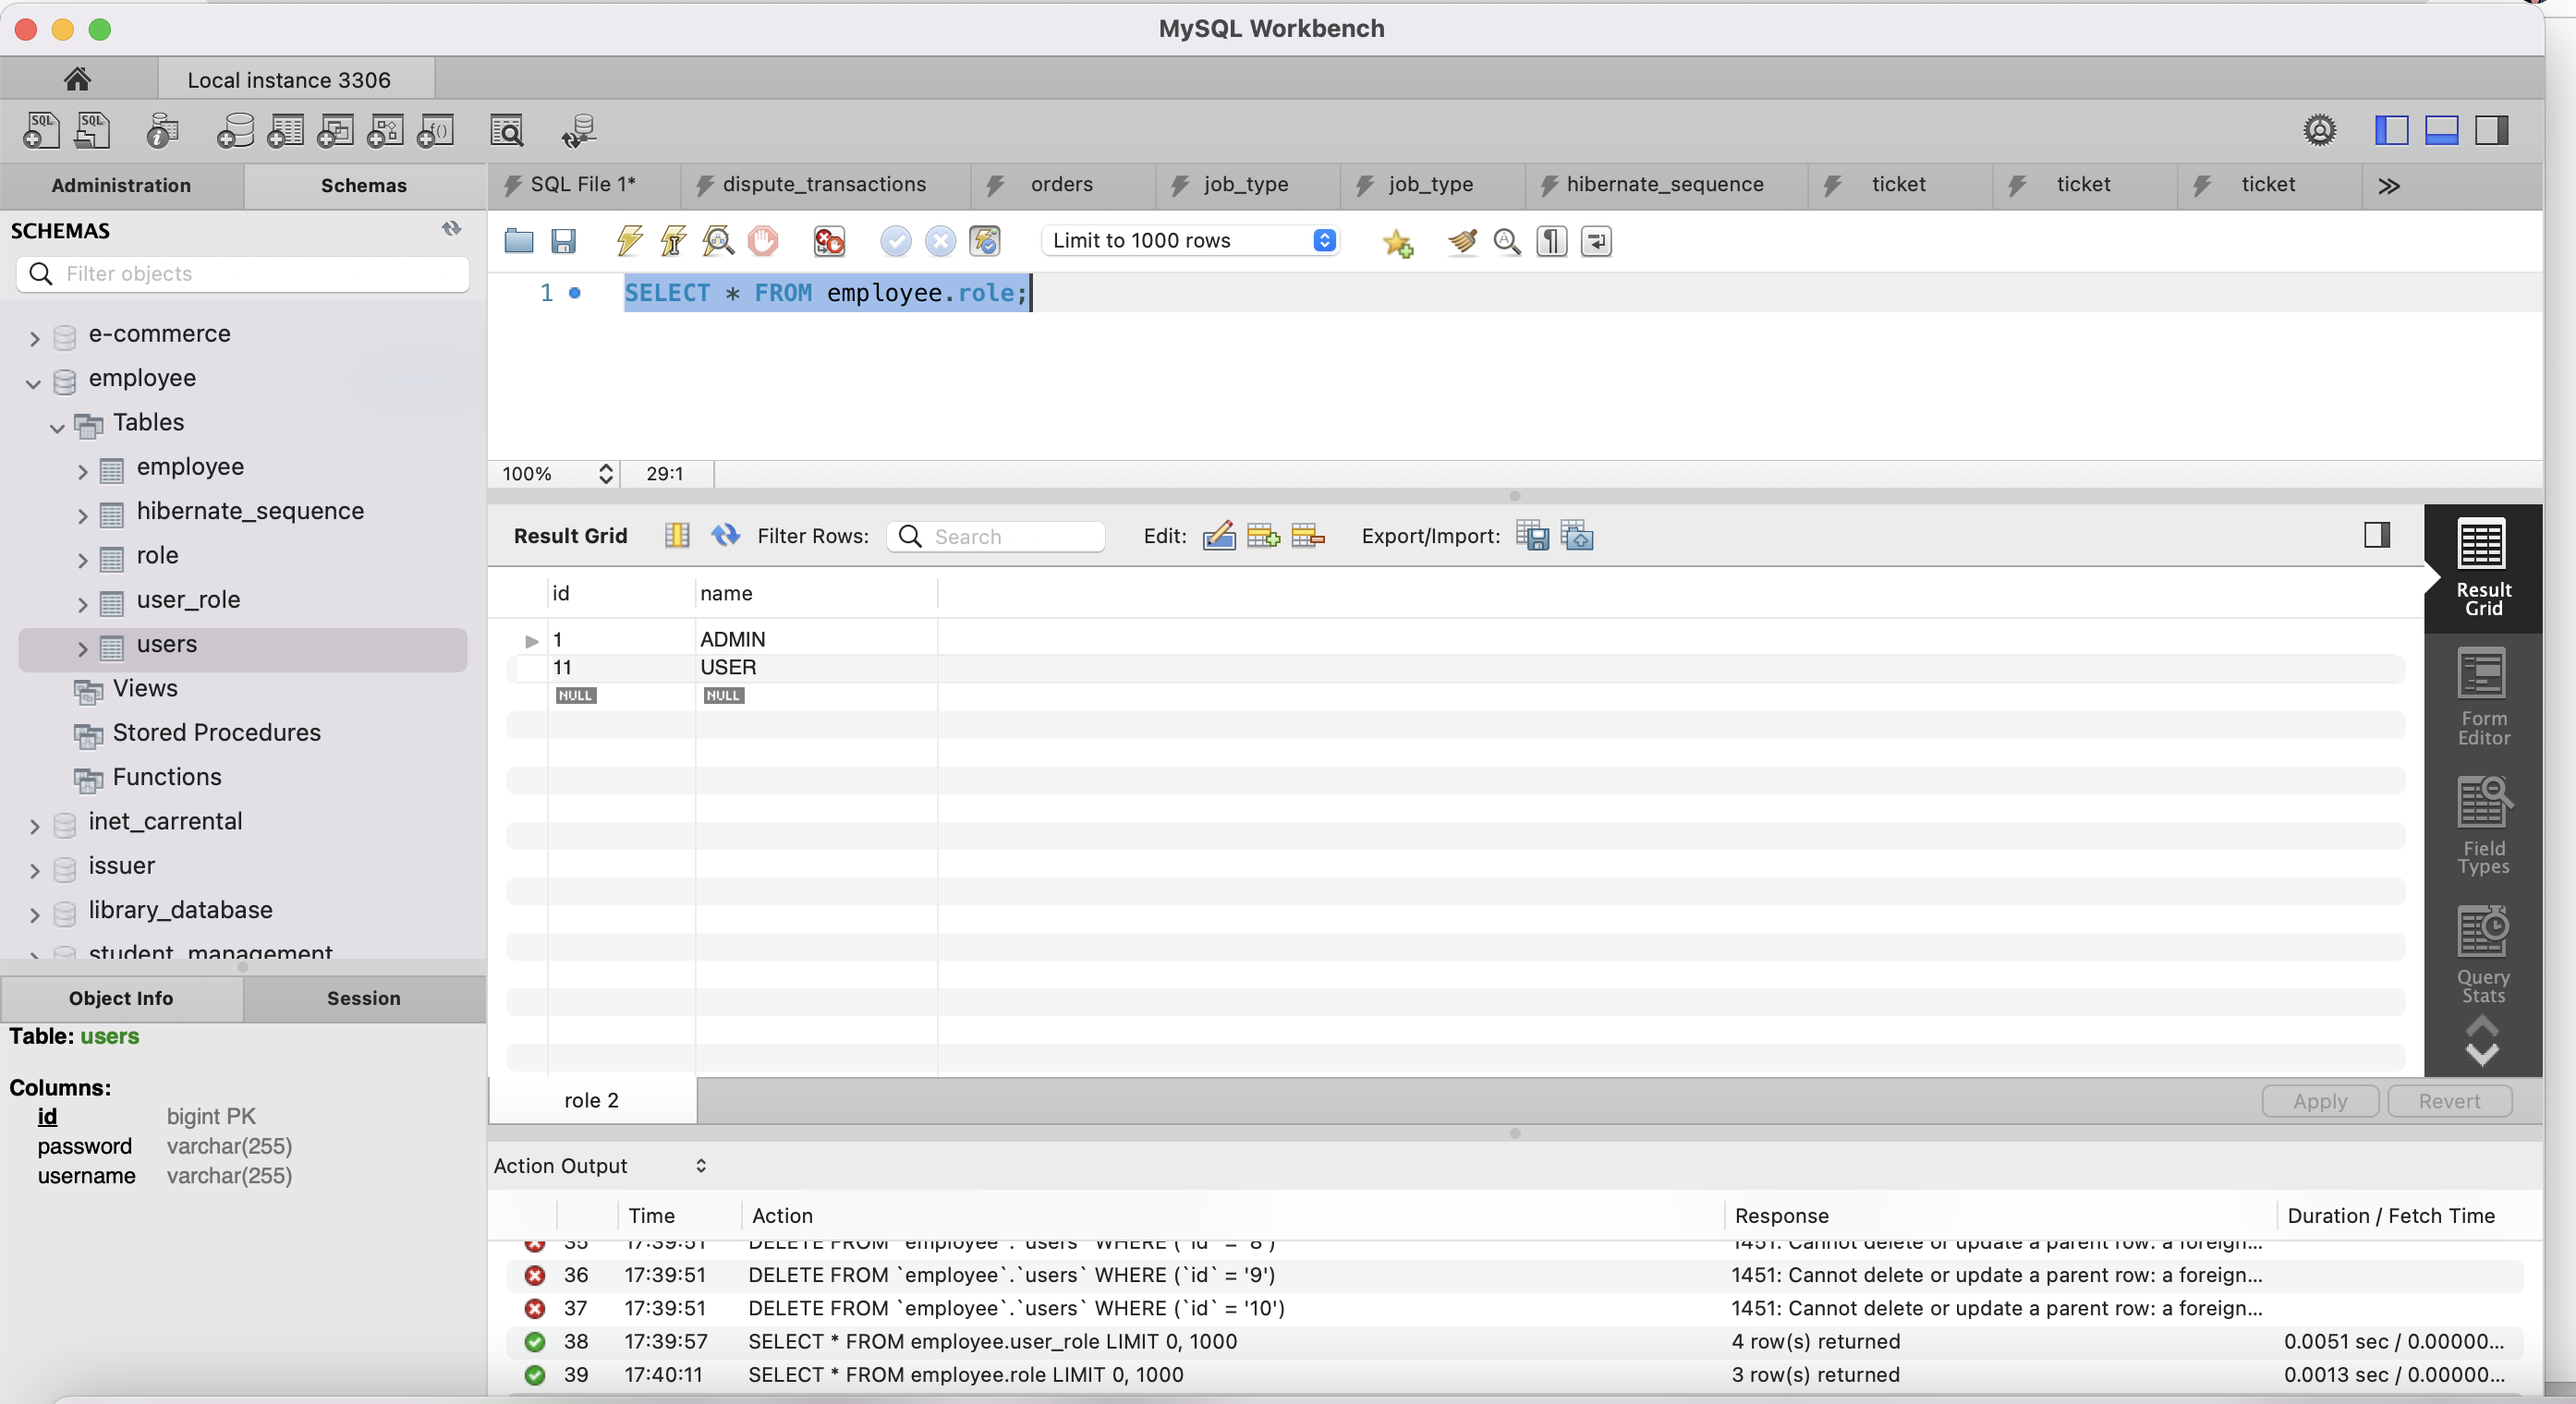 MySQL Workbench
Local instance 3306
Administration
Schemas
SQL File 1*
dispute_transactions
orders
job_type
job_type
hibernate_sequence
ticket
ticket
ticket
SCHEMAS
Filter objects
Limit to 1000 rows
1
SELECT * FROM employee.role;
e-commerce
employee
Tables
employee
hibernate_sequence
role
user_role
users
Views
Stored Procedures
Functions
inet_carrental
issuer
library_database
student_management
100%
29:1
Result Grid
Filter Rows:
Search
Edit:
Export/Import:
id name
1 ADMIN
11 USER
NULL NULL
Result
Grid
Form
Editor
Field
Types
Query
Stats
role 2
Apply
Revert
Object Info
Session
Table: users
Columns:
id bigint PK
password varchar(255)
username varchar(255)
Action Output
Time Action Response Duration / Fetch Time
35 17:39:51 DELETE FROM `employee`.`users` WHERE (`id` = '8') 1451: Cannot delete or update a parent row: a foreign...
36 17:39:51 DELETE FROM `employee`.`users` WHERE (`id` = '9') 1451: Cannot delete or update a parent row: a foreign...
37 17:39:51 DELETE FROM `employee`.`users` WHERE (`id` = '10') 1451: Cannot delete or update a parent row: a foreign...
38 17:39:57 SELECT * FROM employee.user_role LIMIT 0, 1000 4 row(s) returned 0.0051 sec / 0.00000...
39 17:40:11 SELECT * FROM employee.role LIMIT 0, 1000 3 row(s) returned 0.0013 sec / 0.00000...